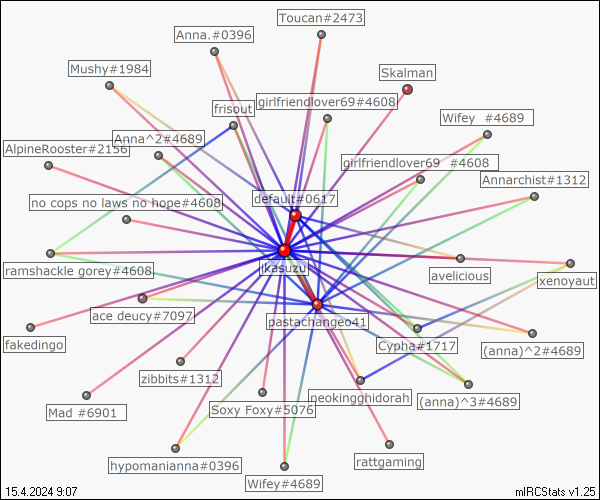 Toucan#2473
Anna.#0396
Mushy#1984
Skalman
girlfriendlover69#4608
frisout
Wifey #4689
Anna^2#4689
AlpineRooster#2156
girlfriendlover69 #4608
Annarchist#1312
default#0617
no cops no laws no hope#4608
ikasuzu
ramshackle gorey#4608
avelicious
xenoyaut
ace deucy#7097
pastachangeo41
fakedingo
Cypha#1717
(anna)^2#4689
zibbits#1312
neokingghidorah
(anna)^3#4689
Mad #6901
Soxy Foxy#5076
hypomanianna#0396
rattgaming
Wifey#4689
15.4.2024 9:07
mIRCStats v1.25